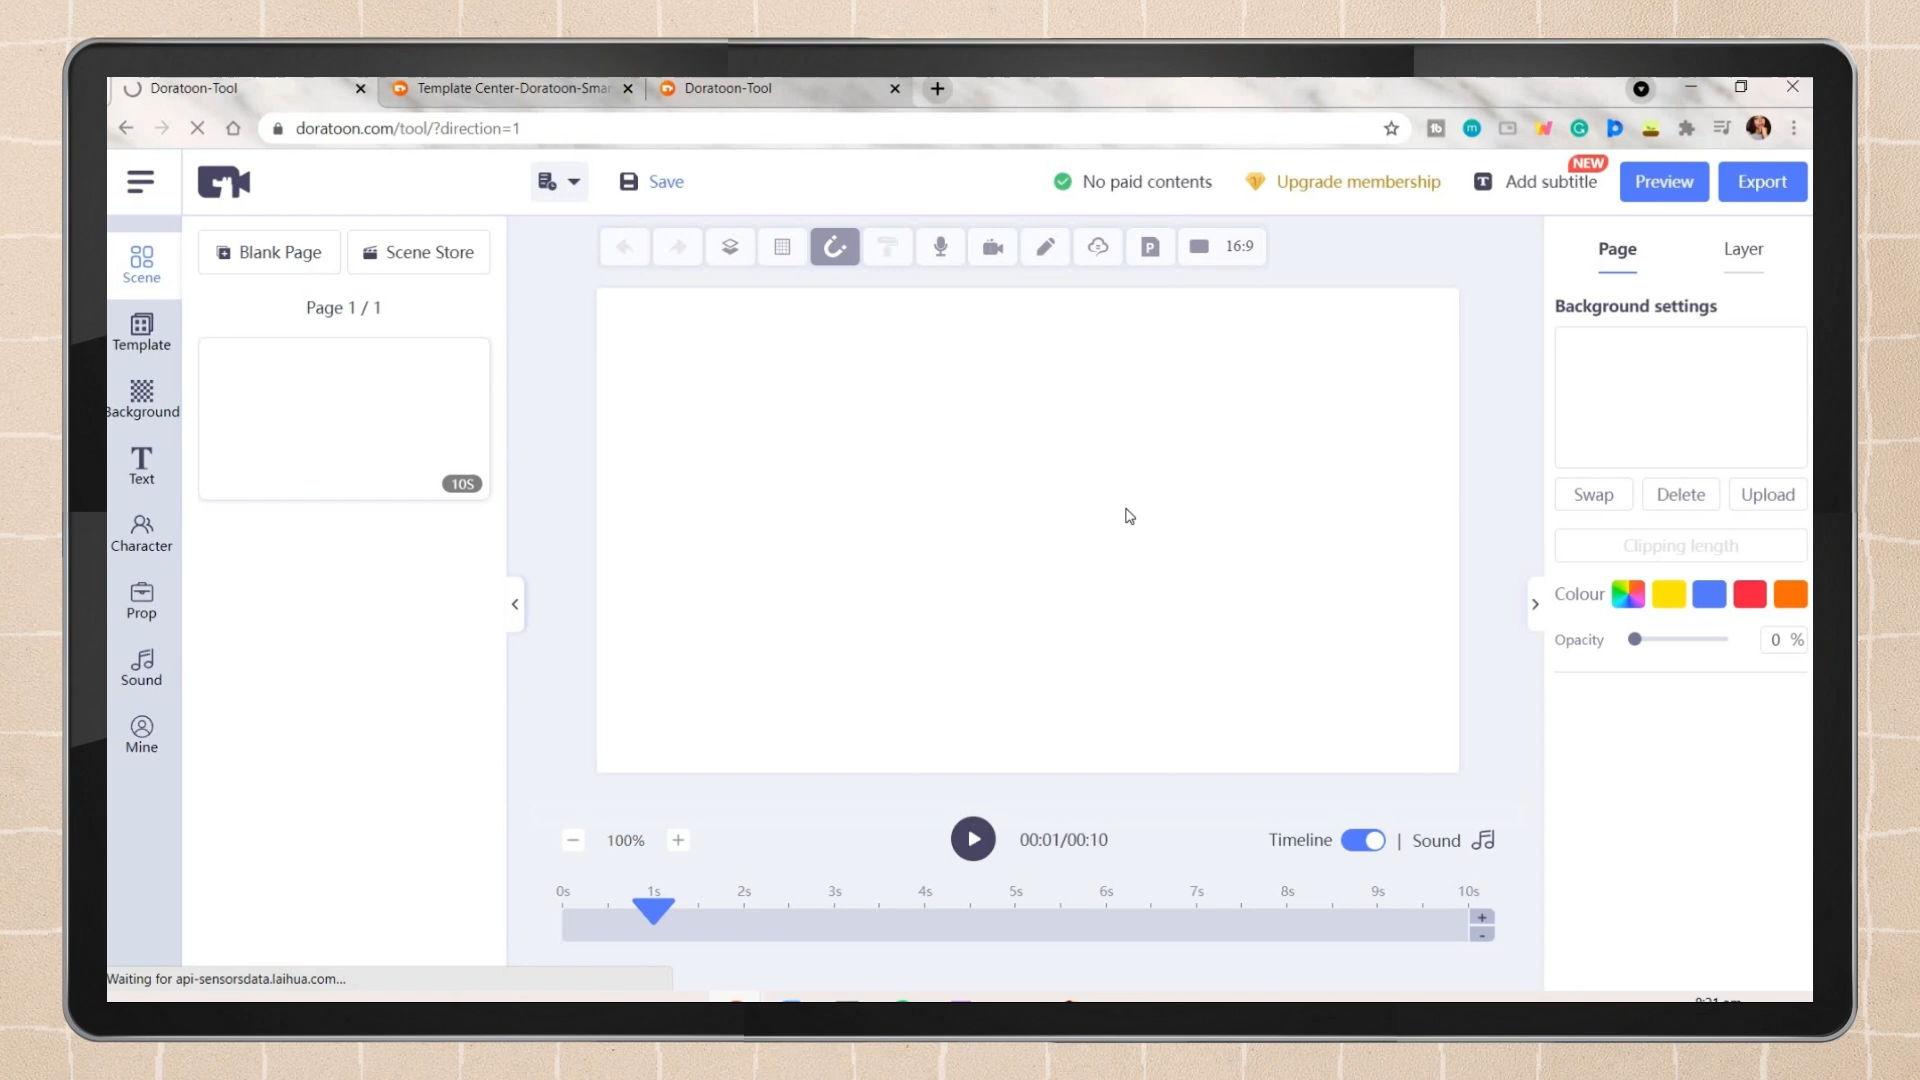 Doratoon-Tool
Template Center-Doratoon-Smar
Doratoon-Tool
doratoon.com/tool/?direction=1
Save
No paid contents
Upgrade membership
Add subtitle
NEW
Preview
Export
Scene
Template
Background
Text
Character
Prop
Sound
Mine
Blank Page
Scene Store
Page 1 / 1
10S
16:9
Page
Layer
Background settings
Swap
Delete
Upload
Clipping length
Colour
Opacity
0 %
100%
00:01/00:10
Timeline
| Sound
0s 1s 2s 3s 4s 5s 6s 7s 8s 9s 10s
Waiting for api-sensorsdata.laihua.com...